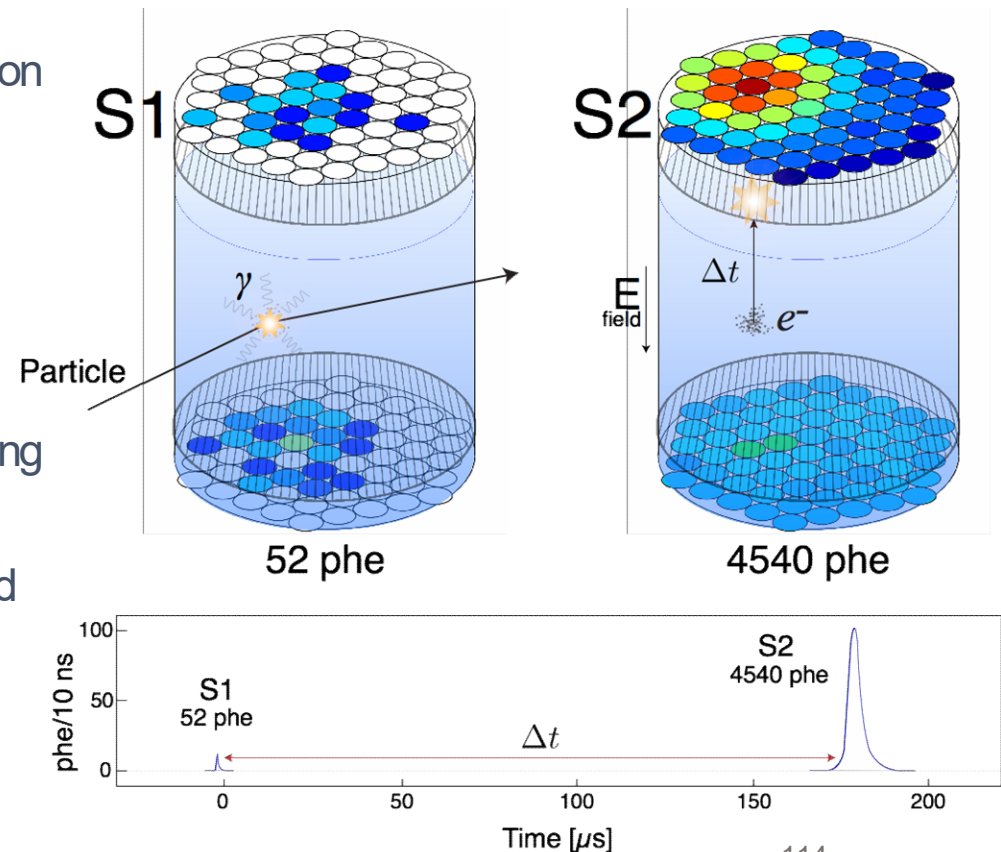 on
S1
S2
γ
Δt
E
field
e-
Particle
ng
52 phe
4540 phe
d
phe/10 ns
100
50
0
S1
52 phe
Δt
S2
4540 phe
0
50
100
150
200
Time [µs]
114